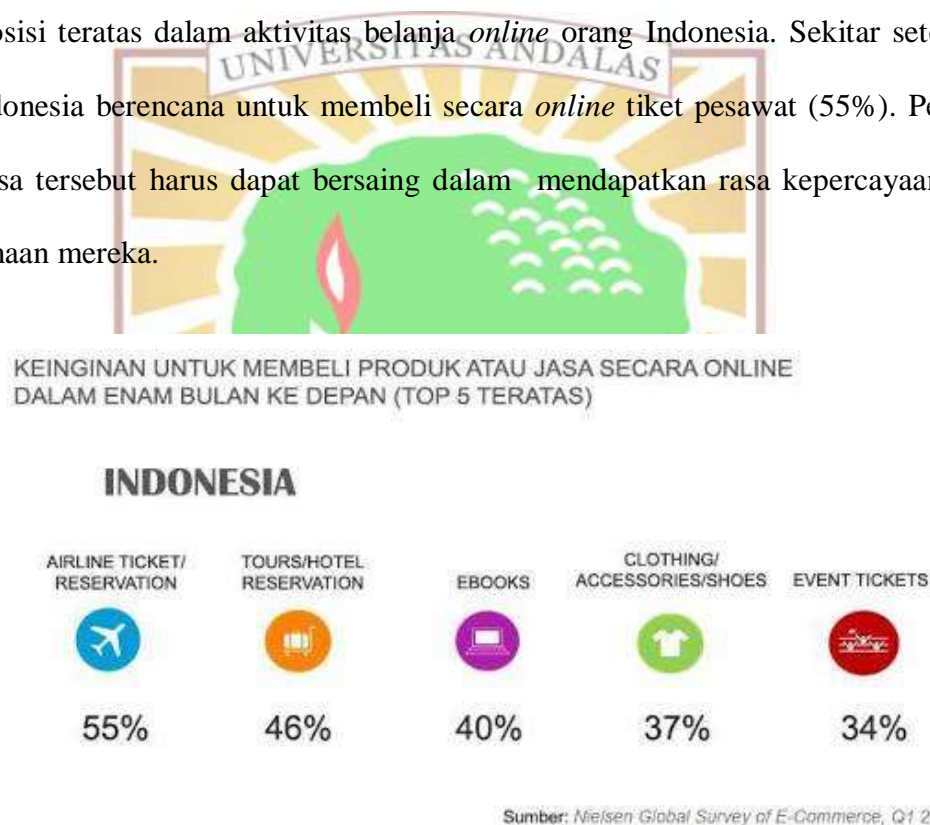 osisi teratas dalam aktivitas belanja online orang Indonesia. Sekitar sete
UNIVERSITAS ANDALAS
donesia berencana untuk membeli secara online tiket pesawat (55%). Pe
sa tersebut harus dapat bersaing dalam mendapatkan rasa kepercayaan
naan mereka.
KEINGINAN UNTUK MEMBELI PRODUK ATAU JASA SECARA ONLINE
DALAM ENAM BULAN KE DEPAN (TOP 5 TERATAS)
INDONESIA
AIRLINE TICKET/
RESERVATION
55%
TOURS/HOTEL
RESERVATION
46%
EBOOKS
40%
CLOTHING/
ACCESSORIES/SHOES
37%
EVENT TICKETS
34%
Sumber: Nielsen Global Survey of E-Commerce, Q1 2